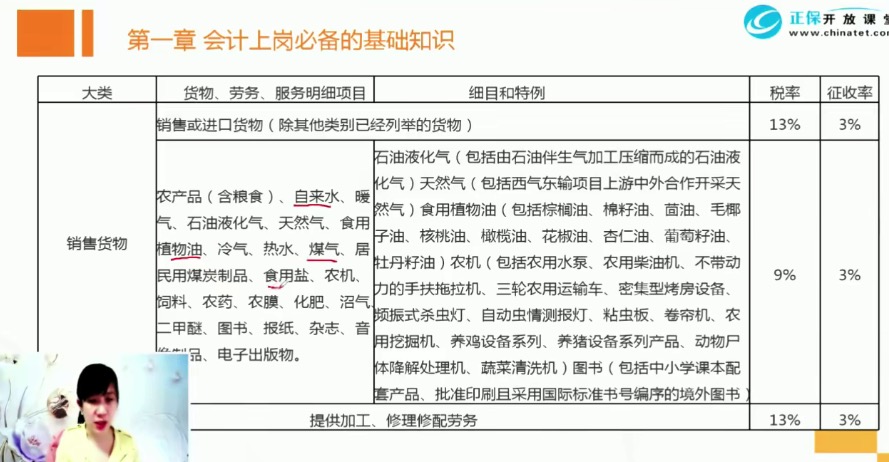 第一章 会计上岗必备的基础知识
正保开放课堂
www.chinatet.com
大类
货物、劳务、服务明细项目
细目和特例
税率
征收率
销售或进口货物（除其他类别已经列举的货物）
13%
3%
销售货物
农产品（含粮食）、自来水、暖
气、石油液化气、天然气、食用
植物油、冷气、热水、煤气、居
民用煤炭制品、食用盐、农机、
饲料、农药、农膜、化肥、沼气、
二甲醚、图书、报纸、杂志、音
像制品、电子出版物。
石油液化气（包括由石油伴生气加工压缩而成的石油液
化气）天然气（包括西气东输项目上游中外合作开采天
然气）食用植物油（包括棕榈油、棉籽油、茴油、毛椰
子油、核桃油、橄榄油、花椒油、杏仁油、葡萄籽油、
牡丹籽油）农机（包括农用水泵、农用柴油机、不带动
力的手扶拖拉机、三轮农用运输车、密集型烤房设备、
频振式杀虫灯、自动虫情测报灯、粘虫板、卷帘机、农
用挖掘机、养鸡设备系列、养猪设备系列产品、动物尸
体降解处理机、蔬菜清洗机）图书（包括中小学课本配
套产品、批准印刷且采用国际标准书号编序的境外图书）
9%
3%
提供加工、修理修配劳务
13%
3%